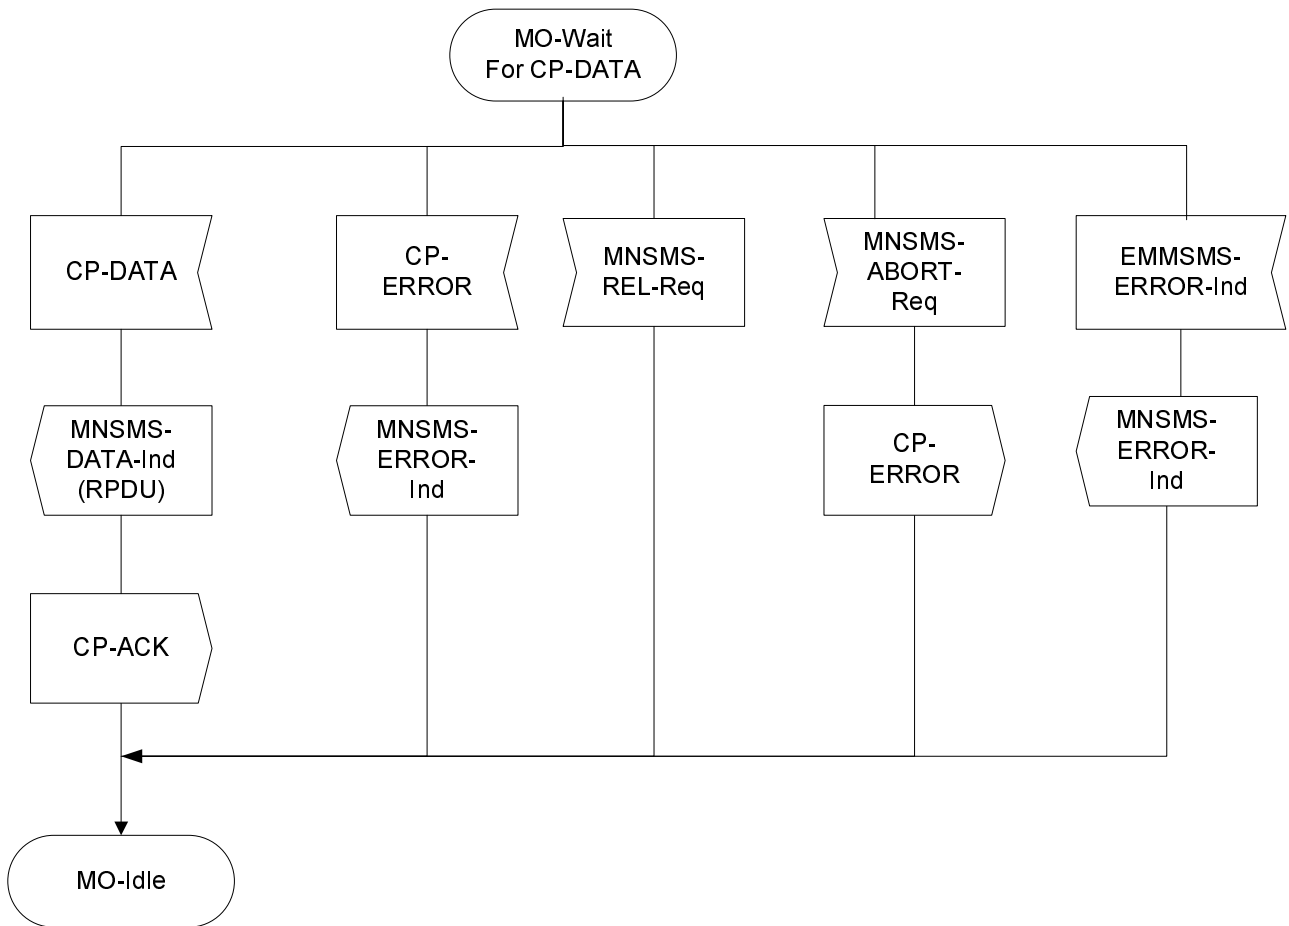 MO-Wait
For CP-DATA
CP-DATA
CP-
ERROR
MNSMS-
REL-Req
MNSMS-
ABORT-
Req
EMMSMS-
ERROR-Ind
MNSMS-
DATA-Ind
(RPDU)
MNSMS-
ERROR-
Ind
CP-
ERROR
MNSMS-
ERROR-
Ind
CP-ACK
MO-Idle